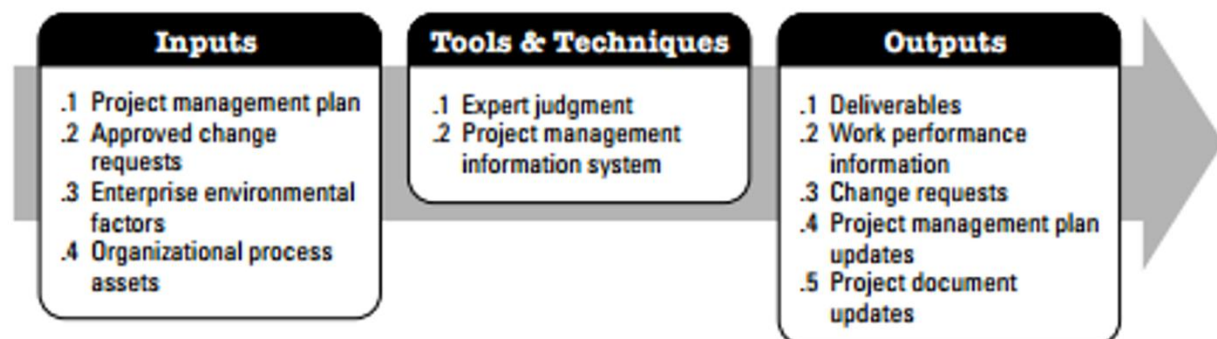 Inputs
.1 Project management plan
.2 Approved change
requests
.3 Enterprise environmental
factors
.4 Organizational process
assets
Tools & Techniques
.1 Expert judgment
.2 Project management
information system
Outputs
.1 Deliverables
.2 Work performance
information
.3 Change requests
.4 Project management plan
updates
.5 Project document
updates